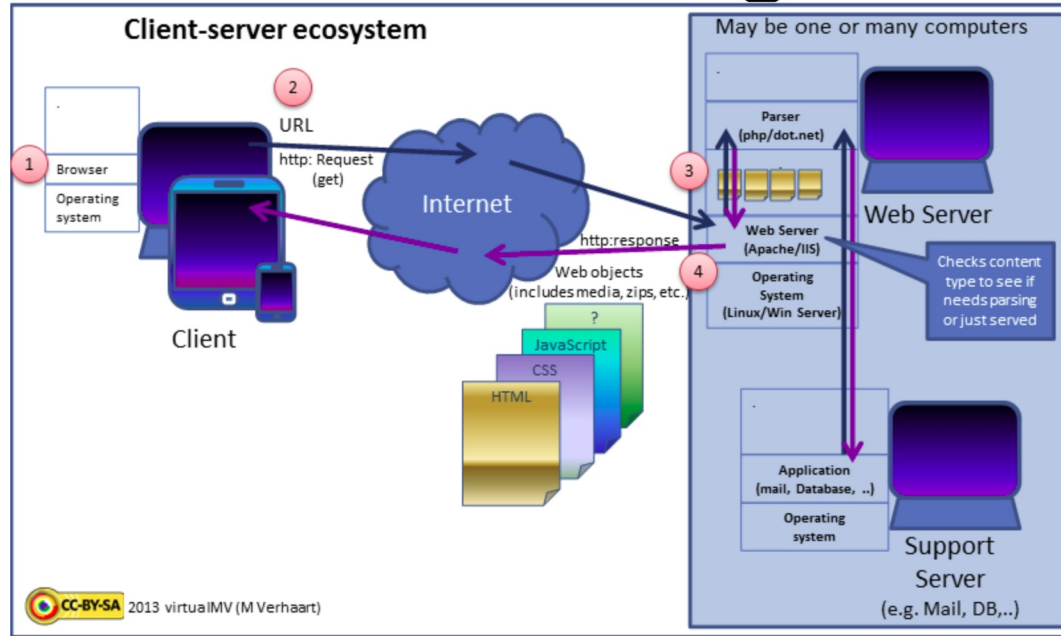 Client-server ecosystem
May be one or many computers
.
1
Browser
Operating
system
2
URL
http: Request
(get)
Internet
Client
http:response
4
Web objects
(includes media, zips, etc.)
?
JavaScript
CSS
HTML
.
Parser
(php/dot.net)
3
Web Server
(Apache/IIS)
Operating
System
(Linux/Win Server)
Web Server
Checks content
type to see if
needs parsing
or just served
.
Application
(mail, Database, ..)
Operating
system
Support
Server
(e.g. Mail, DB,..)
CC-BY-SA 2013 virtualMV (M Verhaart)